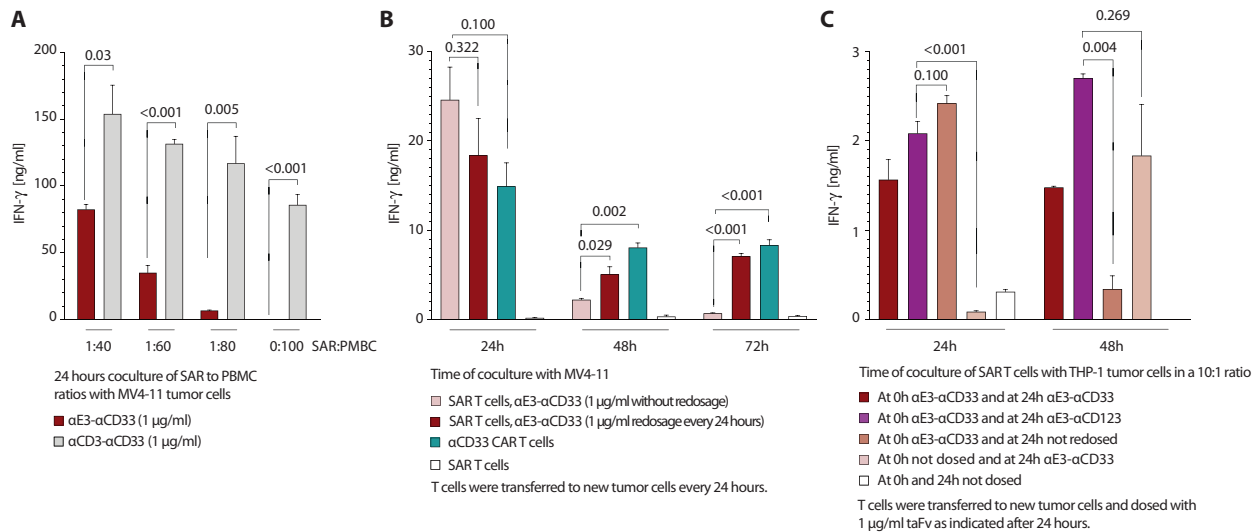 A
IFN-γ [ng/ml]
200
150
100
50
0
0.03
<0.001
0.005
<0.001
1:40 1:60 1:80 0:100 SAR:PMBC
24 hours coculture of SAR to PBMC
ratios with MV4-11 tumor cells
αE3-αCD33 (1 µg/ml)
αCD3-αCD33 (1 µg/ml)
B
IFN-γ [ng/ml]
30
20
10
0
0.100
0.322
0.002
0.029
<0.001
<0.001
24h 48h 72h
Time of coculture with MV4-11
SAR T cells, αE3-αCD33 (1 µg/ml without redosage)
SAR T cells, αE3-αCD33 (1 µg/ml redosage every 24 hours)
αCD33 CAR T cells
SAR T cells
T cells were transferred to new tumor cells every 24 hours.
C
IFN-γ [ng/ml]
3
2
1
0
<0.001
0.100
0.269
0.004
24h 48h
Time of coculture of SAR T cells with THP-1 tumor cells in a 10:1 ratio
At 0h αE3-αCD33 and at 24h αE3-αCD33
At 0h αE3-αCD33 and at 24h αE3-αCD123
At 0h αE3-αCD33 and at 24h not redosed
At 0h not dosed and at 24h αE3-αCD33
At 0h and 24h not dosed
T cells were transferred to new tumor cells and dosed with
1 µg/ml taFv as indicated after 24 hours.